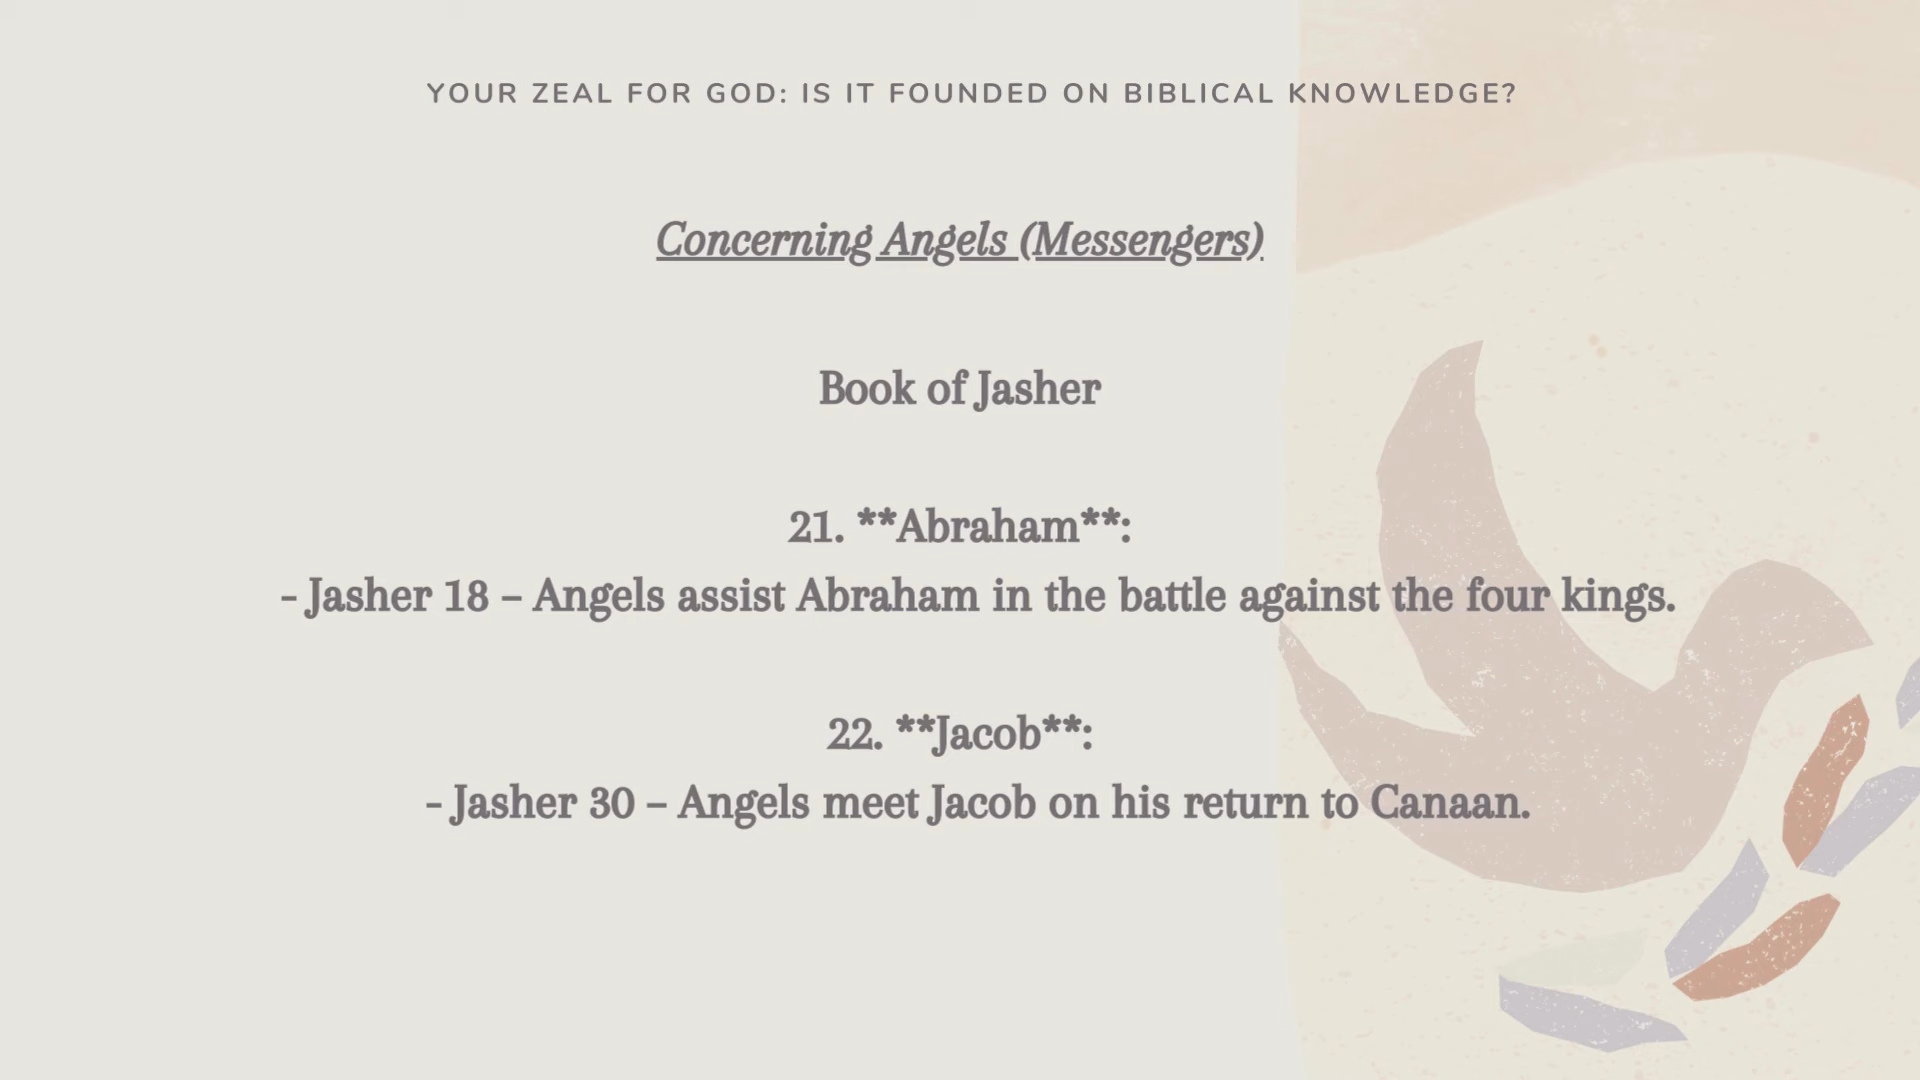 YOUR ZEAL FOR GOD: IS IT FOUNDED ON BIBLICAL KNOWLEDGE?
Concerning Angels (Messengers)
Book of Jasher
21. **Abraham**:
- Jasher 18 – Angels assist Abraham in the battle against the four kings.
22. **Jacob**:
- Jasher 30 – Angels meet Jacob on his return to Canaan.